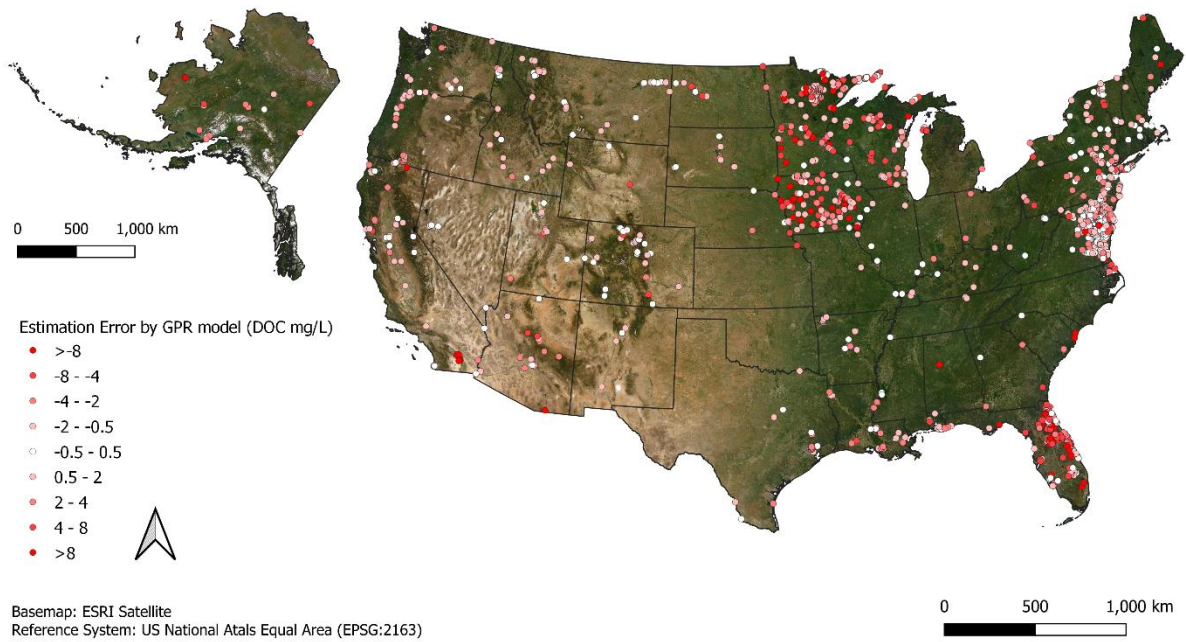 0 500 1,000 km
Estimation Error by GPR model (DOC mg/L)
>-8
-8 - -4
-4 - -2
-2 - -0.5
-0.5 - 0.5
0.5 - 2
2 - 4
4 - 8
>8
Basemap: ESRI Satellite
Reference System: US National Atals Equal Area (EPSG:2163)
0 500 1,000 km